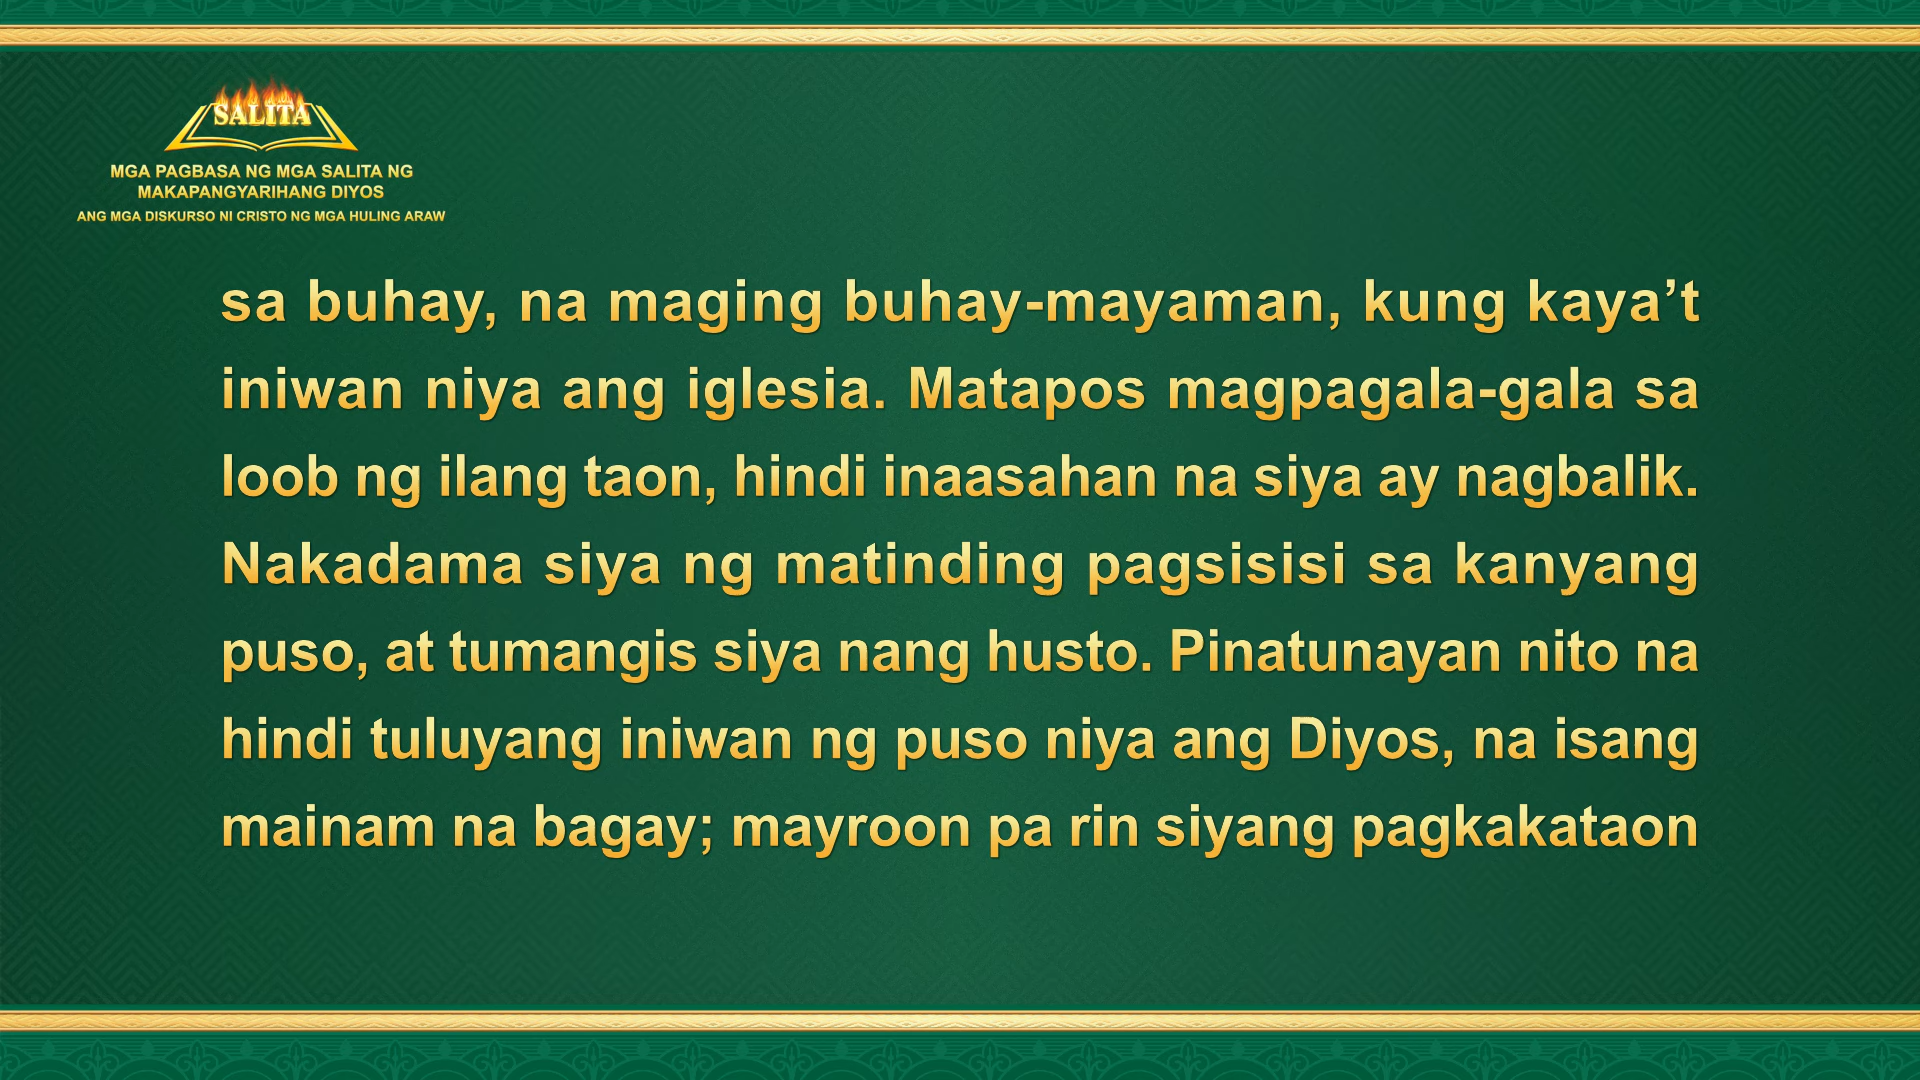 SALITA
MGA PAGBASA NG MGA SALITA NG
MAKAPANGYARIHANG DIYOS
ANG MGA DISKURSO NI CRISTO NG MGA HULING ARAW
sa buhay, na maging buhay-mayaman, kung kaya’t
iniwan niya ang iglesia. Matapos magpagala-gala sa
loob ng ilang taon, hindi inaasahan na siya ay nagbalik.
Nakadama siya ng matinding pagsisisi sa kanyang
puso, at tumangis siya nang husto. Pinatunayan nito na
hindi tuluyang iniwan ng puso niya ang Diyos, na isang
mainam na bagay; mayroon pa rin siyang pagkakataon